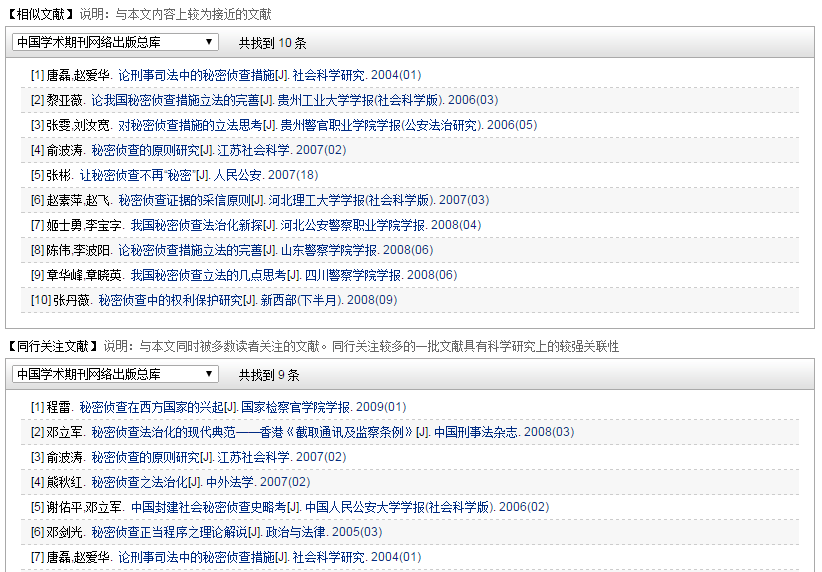 【相似文献】说明：与本文内容上较为接近的文献
中国学术期刊网络出版总库 ▼ 共找到 10 条
[1] 唐磊,赵爱华. 论刑事司法中的秘密侦查措施[J]. 社会科学研究. 2004(01)
[2] 黎亚薇. 论我国秘密侦查措施立法的完善[J]. 贵州工业大学学报(社会科学版). 2006(03)
[3] 张雯,刘汝宽. 对秘密侦查措施的立法思考[J]. 贵州警官职业学院学报(公安法治研究). 2006(05)
[4] 俞波涛. 秘密侦查的原则研究[J]. 江苏社会科学. 2007(02)
[5] 张彬. 让秘密侦查不再“秘密”[J]. 人民公安. 2007(18)
[6] 赵素萍,赵飞. 秘密侦查证据的采信原则[J]. 河北理工大学学报(社会科学版). 2007(03)
[7] 姬士勇,李宝字. 我国秘密侦查法治化新探[J]. 河北公安警察职业学院学报. 2008(04)
[8] 陈伟,李波阳. 论秘密侦查措施立法的完善[J]. 山东警察学院学报. 2008(06)
[9] 章华峰,章晓英. 我国秘密侦查立法的几点思考[J]. 四川警察学院学报. 2008(06)
[10] 张丹薇. 秘密侦查中的权利保护研究[J]. 新西部(下半月). 2008(09)
【同行关注文献】说明：与本文同时被多数读者关注的文献。同行关注较多的一批文献具有科学研究上的较强关联性
中国学术期刊网络出版总库 ▼ 共找到 9 条
[1] 程雷. 秘密侦查在西方国家的兴起[J]. 国家检察官学院学报. 2009(01)
[2] 邓立军. 秘密侦查法治化的现代典范——香港《截取通讯及监察条例》[J]. 中国刑事法杂志. 2008(03)
[3] 俞波涛. 秘密侦查的原则研究[J]. 江苏社会科学. 2007(02)
[4] 熊秋红. 秘密侦查之法治化[J]. 中外法学. 2007(02)
[5] 谢佑平,邓立军. 中国封建社会秘密侦查史略考[J]. 中国人民公安大学学报(社会科学版). 2006(02)
[6] 邓剑光. 秘密侦查正当程序之理论解说[J]. 政治与法律. 2005(03)
[7] 唐磊,赵爱华. 论刑事司法中的秘密侦查措施[J]. 社会科学研究. 2004(01)